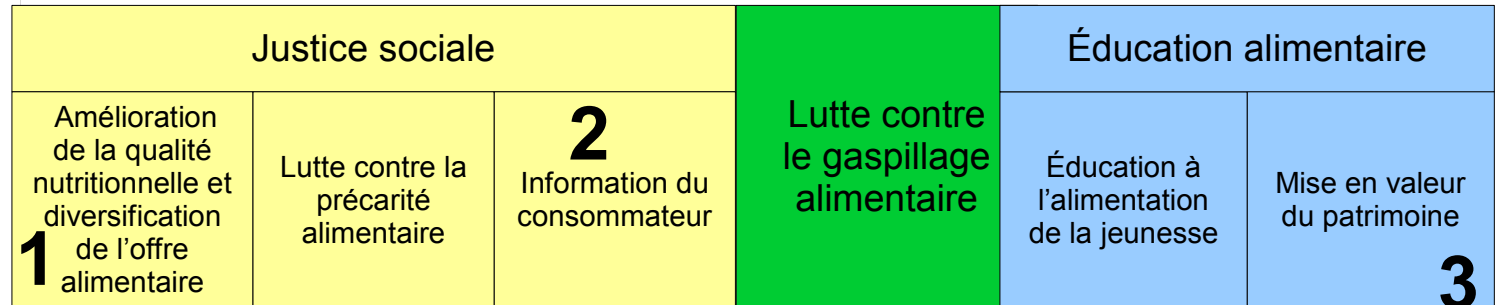 Justice sociale
Amélioration
de la qualité
nutritionnelle et
diversification
de l'offre
alimentaire
1
Lutte contre la
précarité
alimentaire
2
Information du
consommateur
Lutte contre
le gaspillage
alimentaire
Éducation alimentaire
Éducation à
l'alimentation
de la jeunesse
Mise en valeur
du patrimoine
3